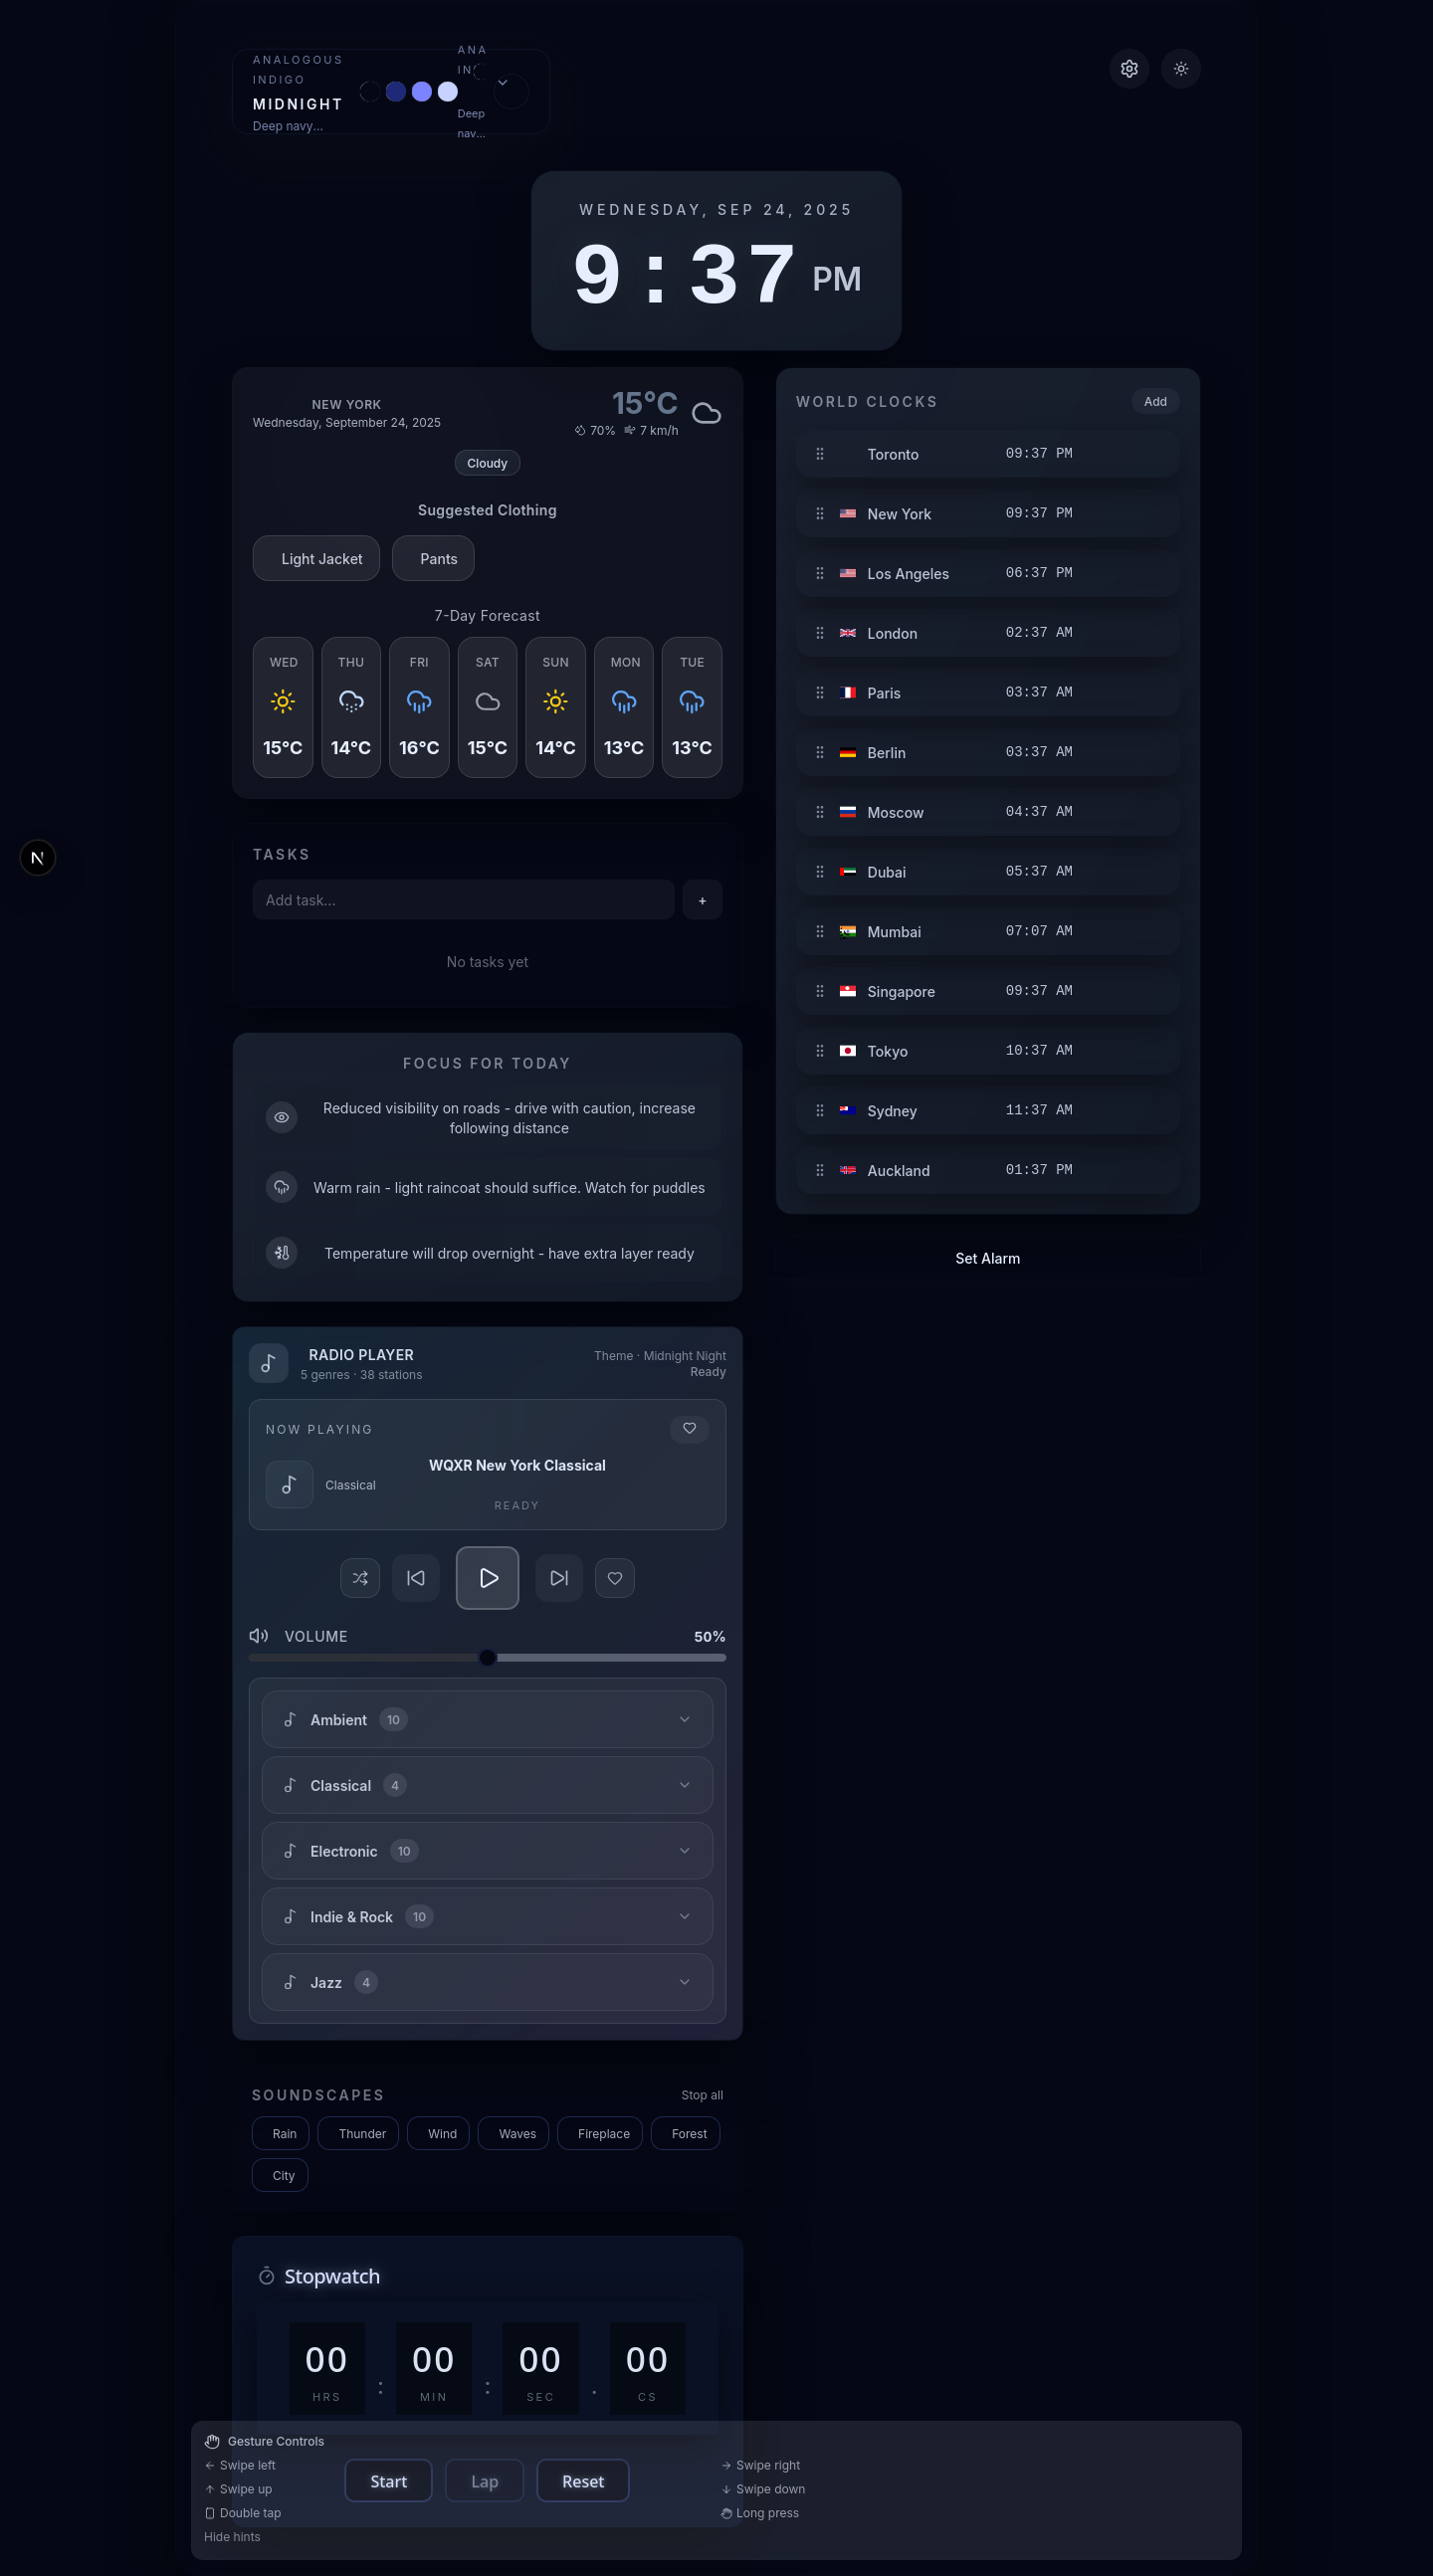 ANALOGOUS
INDIGO
MIDNIGHT
Deep navy...
ANA
Deep
nav...
WEDNESDAY, SEP 24, 2025
9:37 PM
NEW YORK
Wednesday, September 24, 2025
15°C
70% 7 km/h
Cloudy
Suggested Clothing
Light Jacket Pants
7-Day Forecast
WED THU FRI SAT SUN MON TUE
15°C 14°C 16°C 15°C 14°C 13°C 13°C
TASKS
Add task...
+
No tasks yet
FOCUS FOR TODAY
Reduced visibility on roads - drive with caution, increase
following distance
Warm rain - light raincoat should suffice. Watch for puddles
Temperature will drop overnight - have extra layer ready
RADIO PLAYER
5 genres · 38 stations
Theme · Midnight Night
Ready
NOW PLAYING
WQXR New York Classical
Classical
READY
VOLUME 50%
Ambient 10
Classical 4
Electronic 10
Indie & Rock 10
Jazz 4
SOUNDSCAPES Stop all
Rain Thunder Wind Waves Fireplace Forest
City
Stopwatch
00 : 00 : 00 . 00
HRS MIN SEC CS
Start Lap Reset
WORLD CLOCKS Add
Toronto 09:37 PM
New York 09:37 PM
Los Angeles 06:37 PM
London 02:37 AM
Paris 03:37 AM
Berlin 03:37 AM
Moscow 04:37 AM
Dubai 05:37 AM
Mumbai 07:07 AM
Singapore 09:37 AM
Tokyo 10:37 AM
Sydney 11:37 AM
Auckland 01:37 PM
Set Alarm
N
Gesture Controls
Swipe left
Swipe right
Swipe up
Swipe down
Double tap
Long press
Hide hints